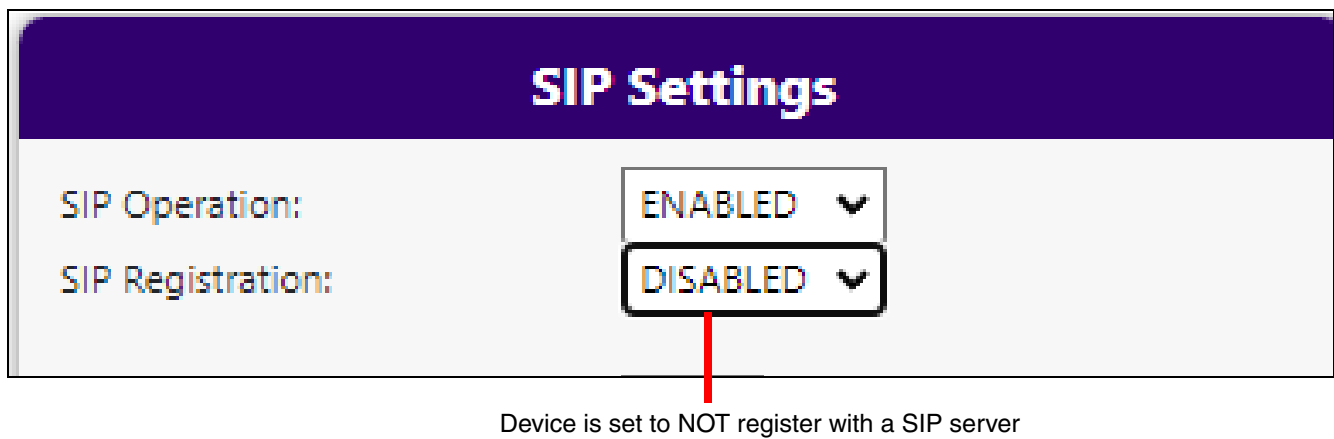 SIP Settings
SIP Operation: ENABLED
SIP Registration: DISABLED
Device is set to NOT register with a SIP server